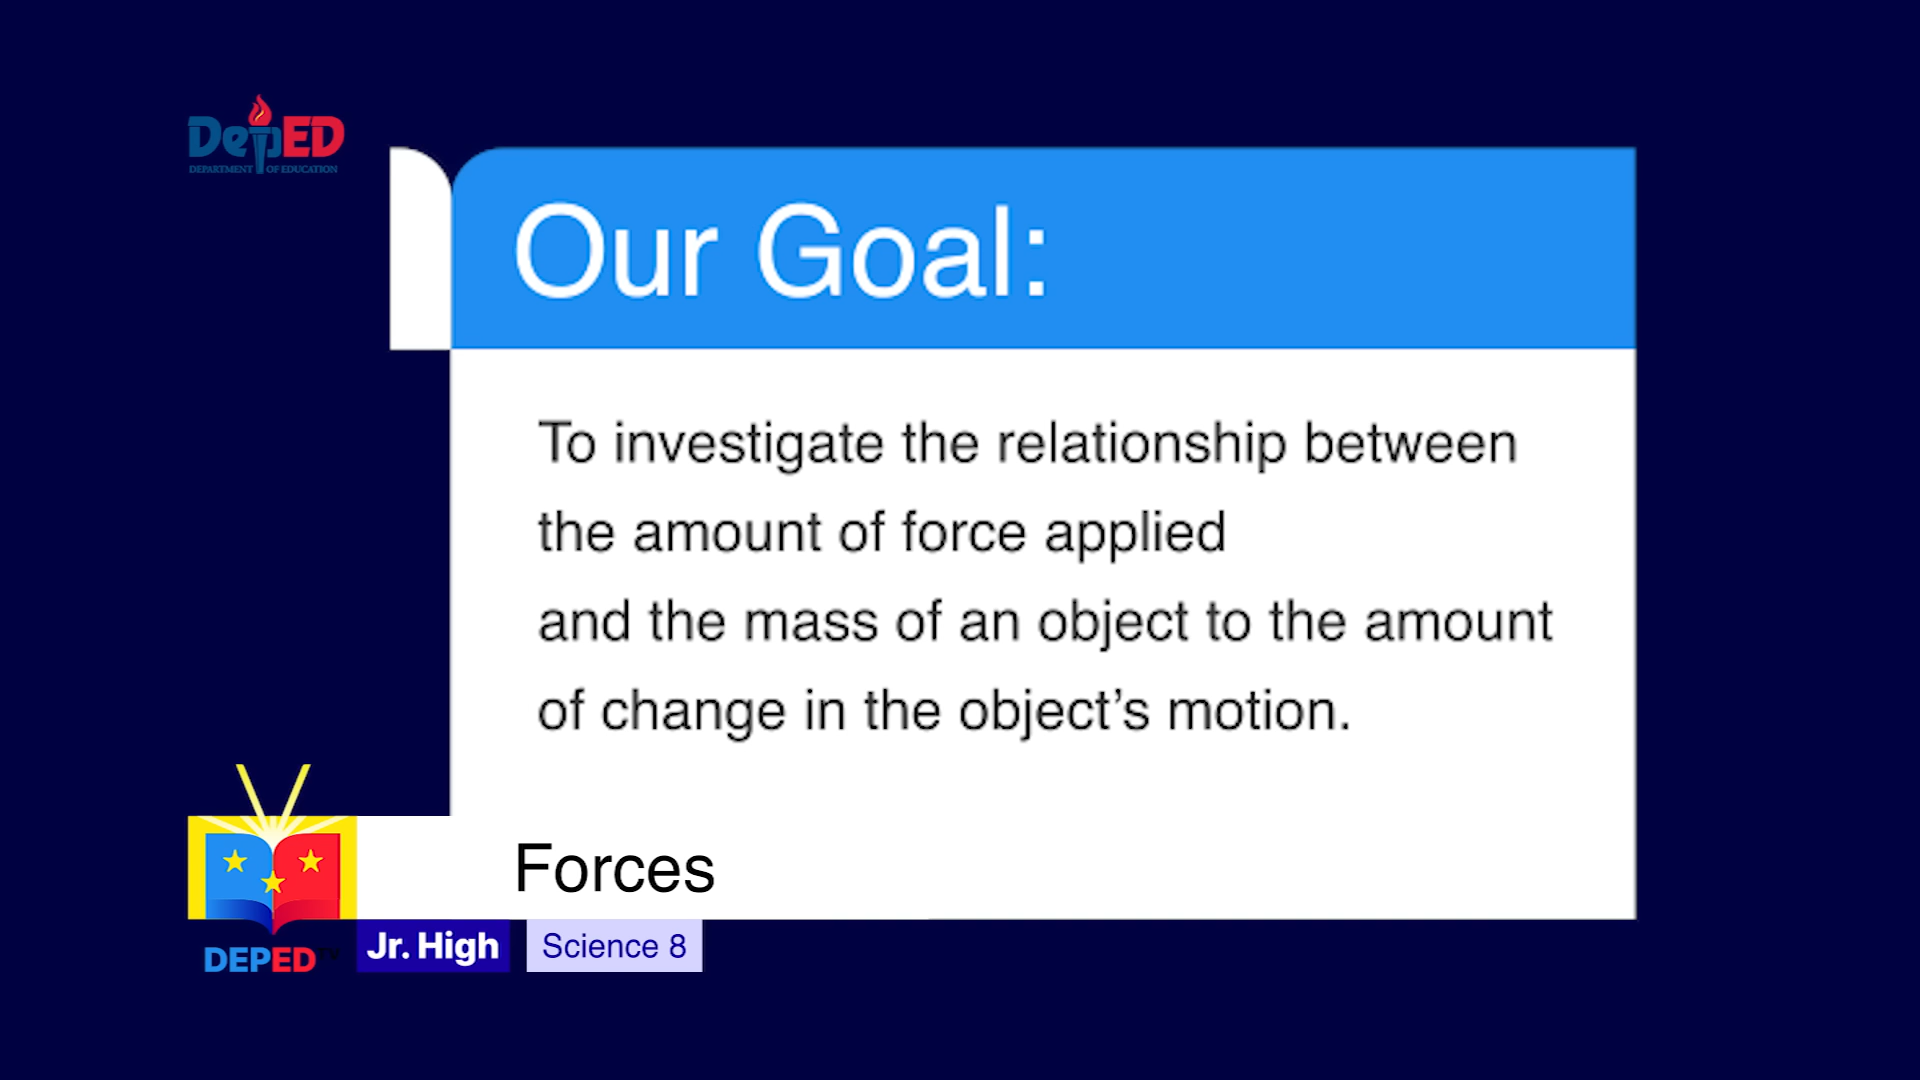 DepED
DEPARTMENT OF EDUCATION
Our Goal:
To investigate the relationship between
the amount of force applied
and the mass of an object to the amount
of change in the object’s motion.
Forces
DEPED TV
Jr. High
Science 8